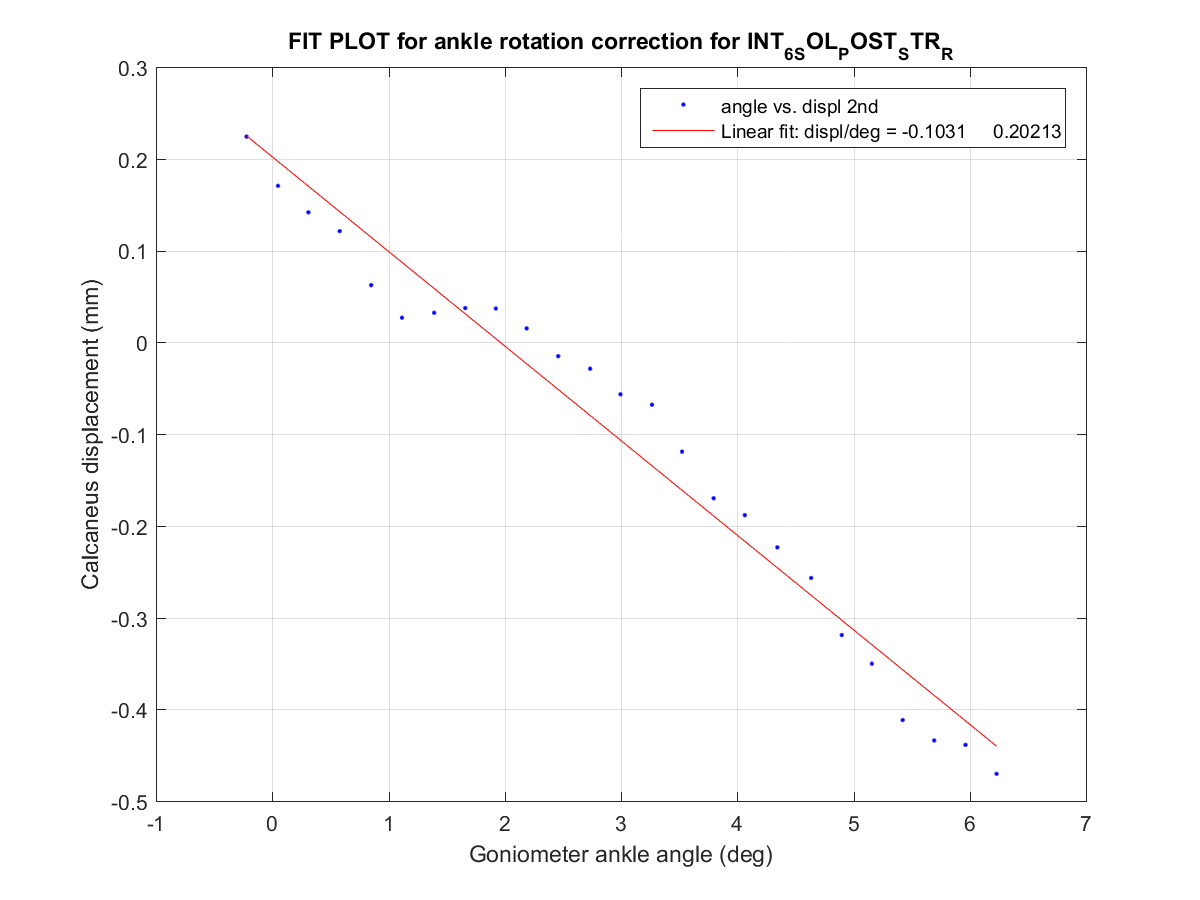 FIT PLOT for ankle rotation correction for INT6SOLPOSTSTRR
angle vs. displ 2nd
Linear fit: displ/deg = -0.1031 0.20213
0.3
0.2
0.1
0
-0.1
-0.2
-0.3
-0.4
-0.5
Calcaneus displacement (mm)
-1 0 1 2 3 4 5 6 7
Goniometer ankle angle (deg)